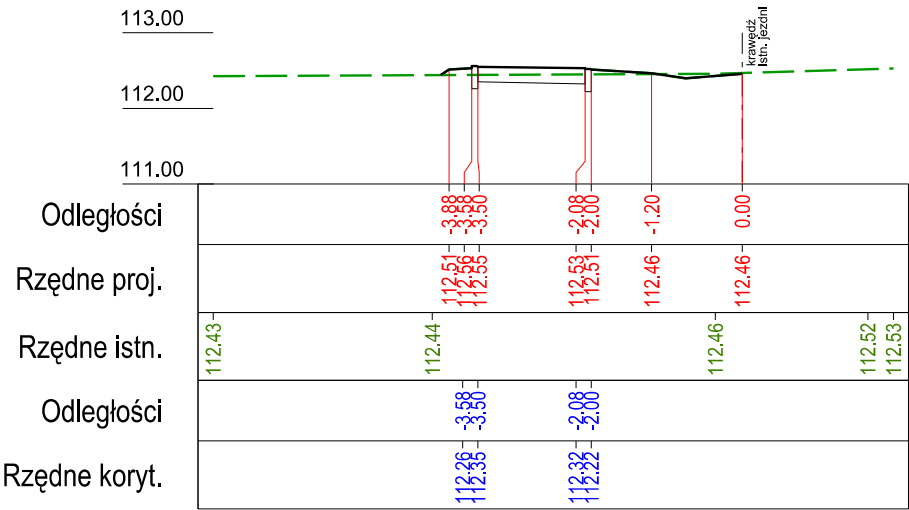 113.00
krawędź
Istn. jezdni
112.00
111.00
Odległości -3.88 -3.58 -3.50 -2.08 -2.00 -1.20 0.00
Rzędne proj. 112.51 112.56 112.55 112.53 112.51 112.46 112.46
Rzędne istn. 112.43 112.44 112.46 112.52 112.53
Odległości -3.58 -3.50 -2.08 -2.00
Rzędne koryt. 112.26 112.35 112.32 112.22